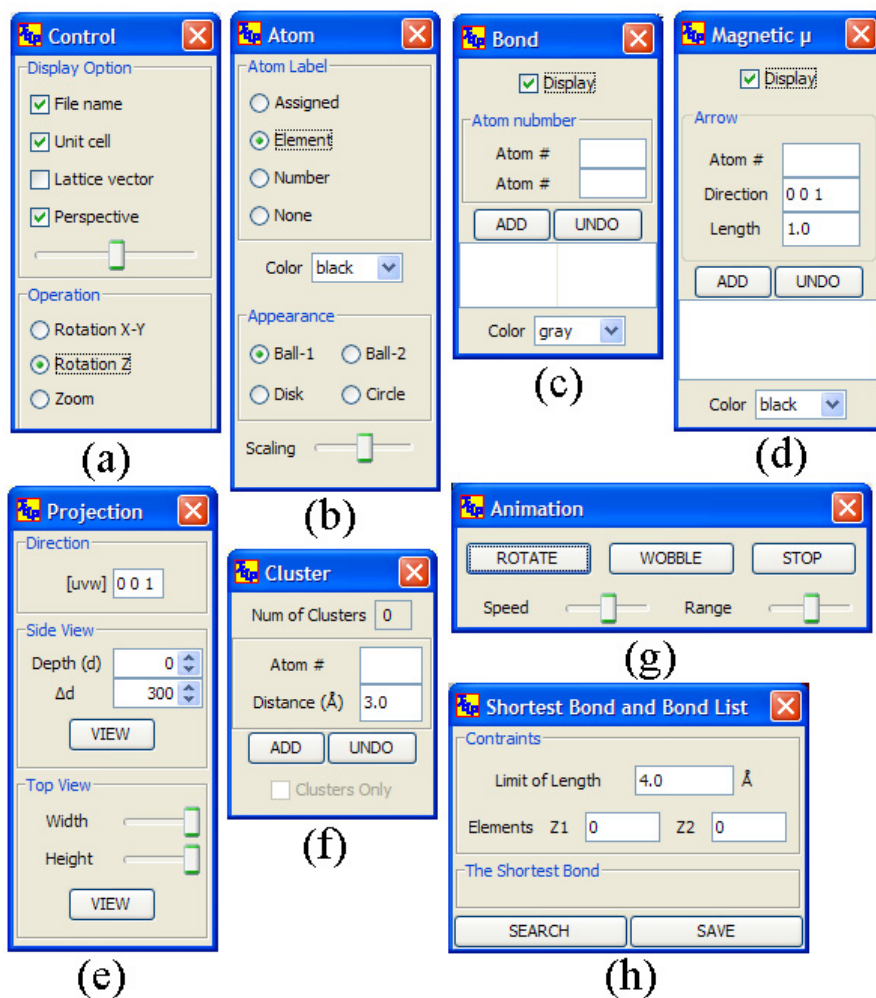 Control
Display Option
File name
Unit cell
Lattice vector
Perspective
Operation
Rotation X-Y
Rotation Z
Zoom
(a)
Atom
Atom Label
Assigned
Element
Number
None
Color black
Appearance
Ball-1 Ball-2
Disk Circle
Scaling
(b)
Bond
Display
Atom nubmber
Atom #
Atom #
ADD UNDO
Color gray
(c)
Magnetic μ
Display
Arrow
Atom #
Direction 0 0 1
Length 1.0
ADD UNDO
Color black
(d)
Projection
Direction
[uvw] 0 0 1
Side View
Depth (d) 0
Δd 300
VIEW
Top View
Width
Height
VIEW
(e)
Cluster
Num of Clusters 0
Atom #
Distance (Å) 3.0
ADD UNDO
Clusters Only
(f)
Animation
ROTATE WOBBLE STOP
Speed Range
(g)
Shortest Bond and Bond List
Contraints
Limit of Length 4.0 Å
Elements Z1 0 Z2 0
The Shortest Bond
SEARCH SAVE
(h)